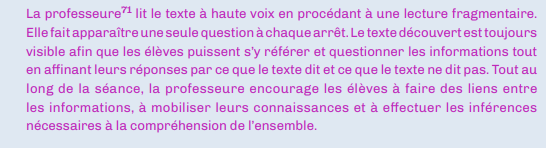 La professeure71 lit le texte à haute voix en procédant à une lecture fragmentaire.
Elle fait apparaître une seule question à chaque arrêt. Le texte découvert est toujours
visible afin que les élèves puissent s'y référer et questionner les informations tout
en affinant leurs réponses par ce que le texte dit et ce que le texte ne dit pas. Tout au
long de la séance, la professeure encourage les élèves à faire des liens entre
les informations, à mobiliser leurs connaissances et à effectuer les inférences
nécessaires à la compréhension de l'ensemble.